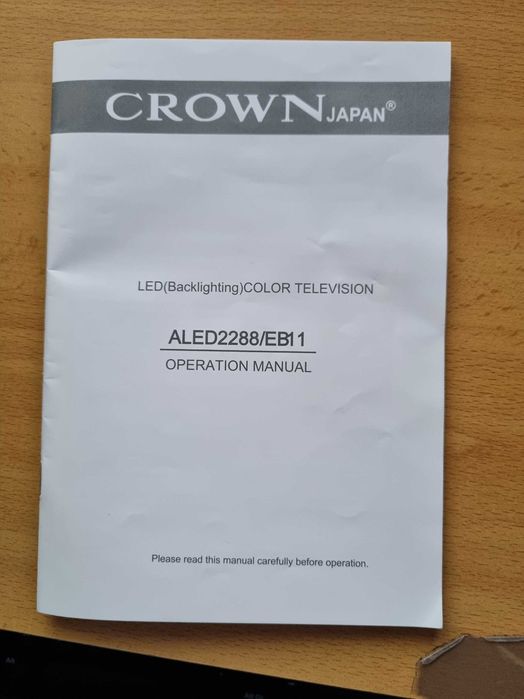 CROWN JAPAN®
LED(Backlighting)COLOR TELEVISION
ALED2288/EB11
OPERATION MANUAL
Please read this manual carefully before operation.